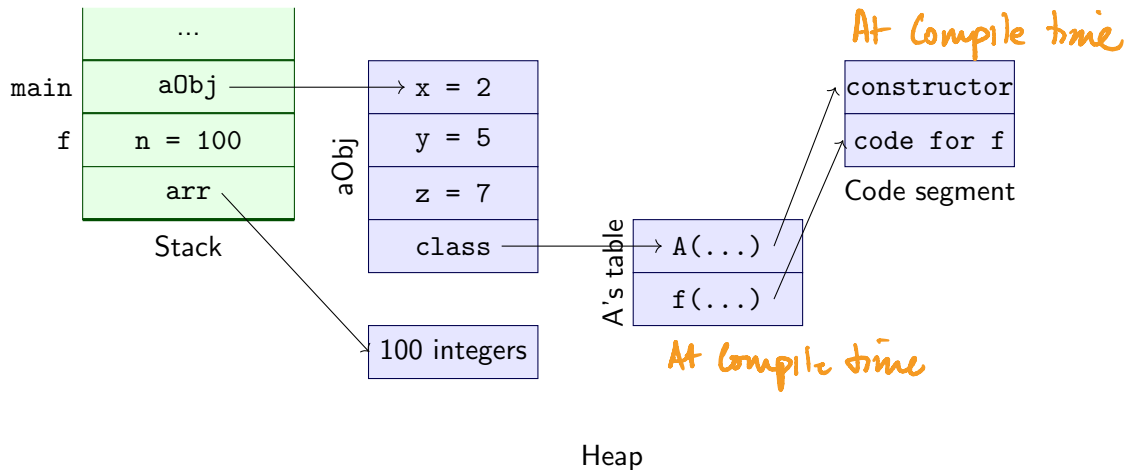 ...
main
aObj
f
n = 100
arr
Stack
aObj
x = 2
y = 5
z = 7
class
100 integers
A's table
A(...)
f(...)
At compile time
At Compile time
constructor
code for f
Code segment
Heap